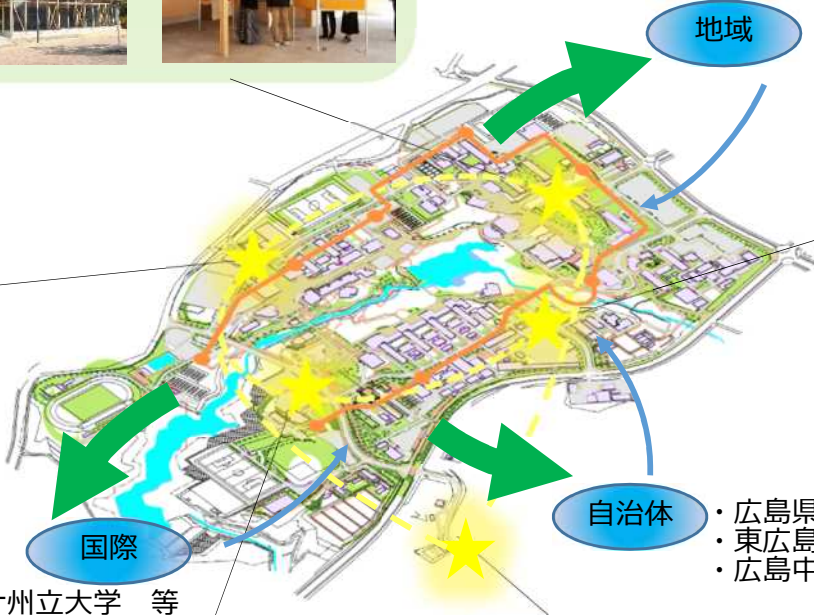 地域
自治体
・広島県
・東広島
・広島中
国際
州立大学　等